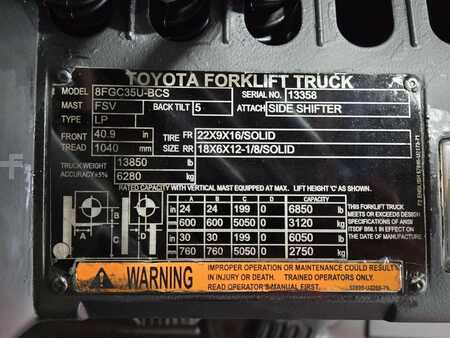 TOYOTA FORKLIFT TRUCK
MODEL 8FGC35U-BCS SERIAL NO. 13358
MAST FSV BACK TILT 5 ATTACH SIDE SHIFTER
TYPE LP
FRONT 40.9 in TIRE FR 22X9X16/SOLID
TREAD 1040 mm SIZE RR 18X6X12-1/8/SOLID
TRUCK WEIGHT 13850 lb
ACCURACY±5% 6280 kg
RATED CAPACITY WITH VERTICAL MAST EQUIPPED AT MAX. LIFT HEIGHT 'C' AS SHOWN.
A B C D CAPACITY
in 24 24 199 0 6850 lb
mm 600 600 5050 0 3120 kg
in 30 30 199 0 6050 lb
mm 760 760 5050 0 2750 kg
THIS FORKLIFT TRUCK
MEETS OR EXCEEDS DESIGN
SPECIFICATIONS OF ANSI
ITSDF B56.1 ON THE DATE
OF MANUFACTURE.
A
B
C
D
WARNING
IMPROPER OPERATION OR MAINTENANCE COULD RESULT
IN INJURY OR DEATH. TRAINED OPERATORS ONLY.
READ OPERATOR'S MANUAL FIRST.